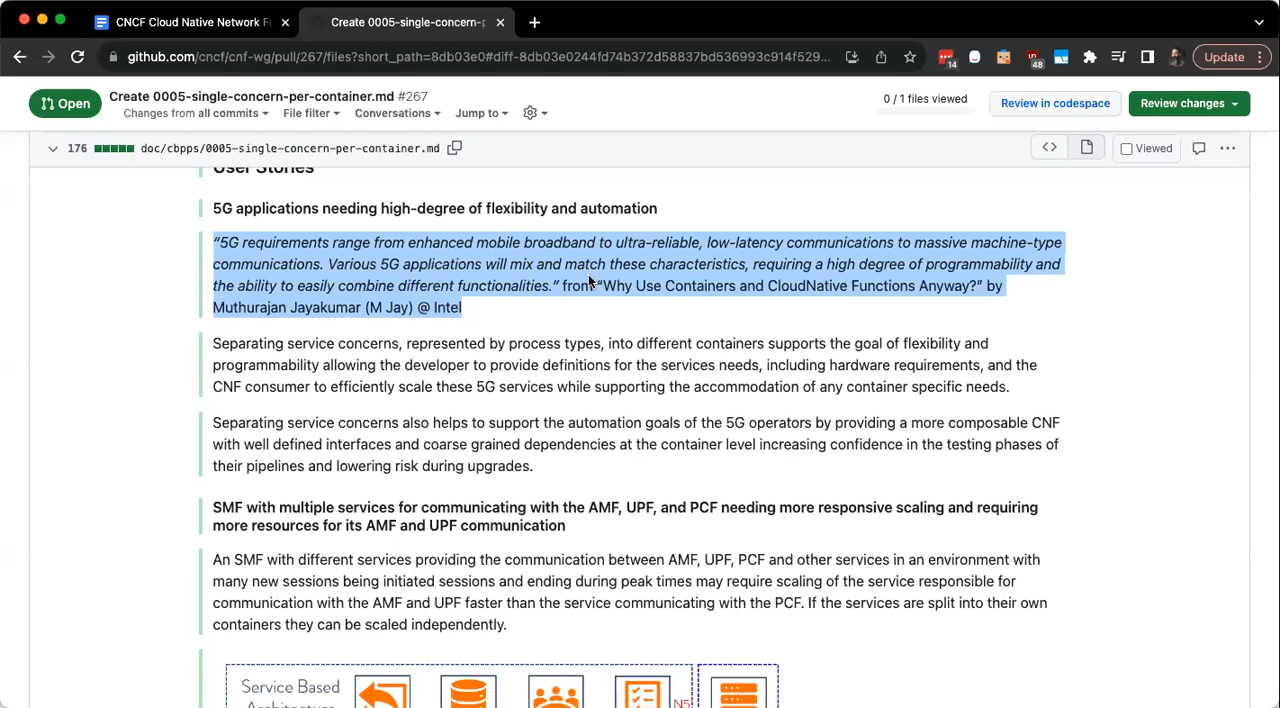 CNCF Cloud Native Network Fu
Create 0005-single-concern-p
github.com/cncf/cnf-wg/pull/267/files?short_path=8db03e0#diff-8db03e0244fd74b372d58837bd536993c914f529...
14
48
Update
Open
Create 0005-single-concern-per-container.md #267
Changes from all commits
File filter
Conversations
Jump to
0 / 1 files viewed
Review in codespace
Review changes
176
doc/cbpps/0005-single-concern-per-container.md
Viewed
User Stories
5G applications needing high-degree of flexibility and automation
“5G requirements range from enhanced mobile broadband to ultra-reliable, low-latency communications to massive machine-type
communications. Various 5G applications will mix and match these characteristics, requiring a high degree of programmability and
the ability to easily combine different functionalities.” from “Why Use Containers and CloudNative Functions Anyway?” by
Muthurajan Jayakumar (M Jay) @ Intel
Separating service concerns, represented by process types, into different containers supports the goal of flexibility and
programmability allowing the developer to provide definitions for the services needs, including hardware requirements, and the
CNF consumer to efficiently scale these 5G services while supporting the accommodation of any container specific needs.
Separating service concerns also helps to support the automation goals of the 5G operators by providing a more composable CNF
with well defined interfaces and coarse grained dependencies at the container level increasing confidence in the testing phases of
their pipelines and lowering risk during upgrades.
SMF with multiple services for communicating with the AMF, UPF, and PCF needing more responsive scaling and requiring
more resources for its AMF and UPF communication
An SMF with different services providing the communication between AMF, UPF, PCF and other services in an environment with
many new sessions being initiated sessions and ending during peak times may require scaling of the service responsible for
communication with the AMF and UPF faster than the service communicating with the PCF. If the services are split into their own
containers they can be scaled independently.
Service Based
Architecture
N5